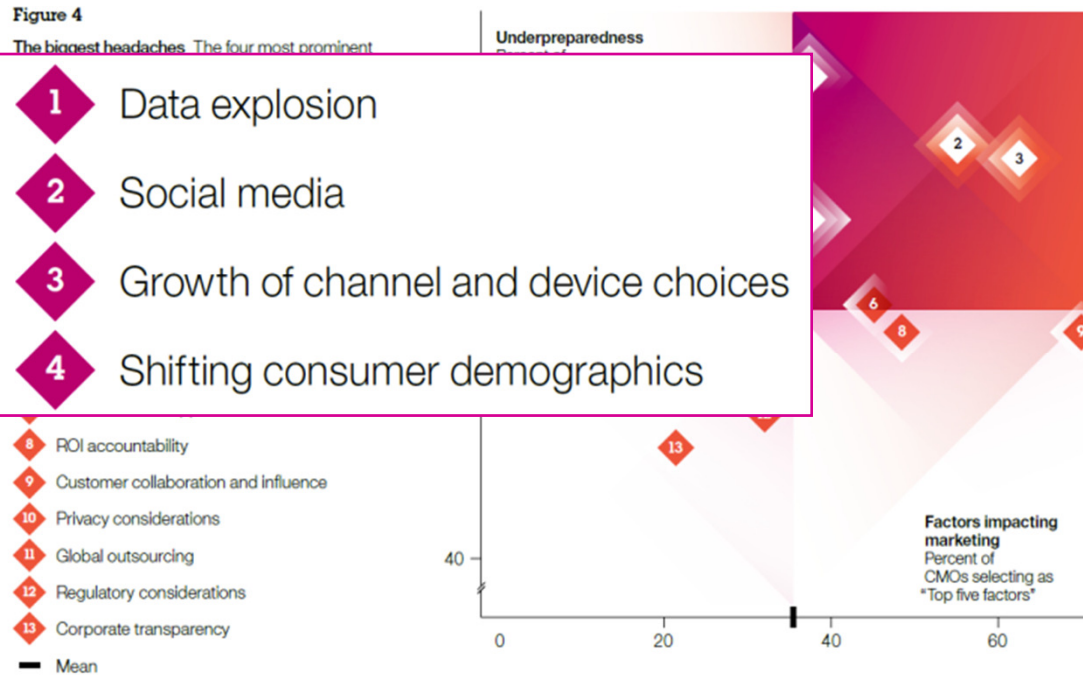 Figure 4
The biggest headaches The four most prominent
Underpreparedness
Percent of
1 Data explosion
2 Social media
3 Growth of channel and device choices
4 Shifting consumer demographics
2
3
6
8
9
13
8 ROI accountability
9 Customer collaboration and influence
10 Privacy considerations
11 Global outsourcing
12 Regulatory considerations
13 Corporate transparency
Mean
40
Factors impacting
marketing
Percent of
CMOs selecting as
"Top five factors"
0 20 40 60